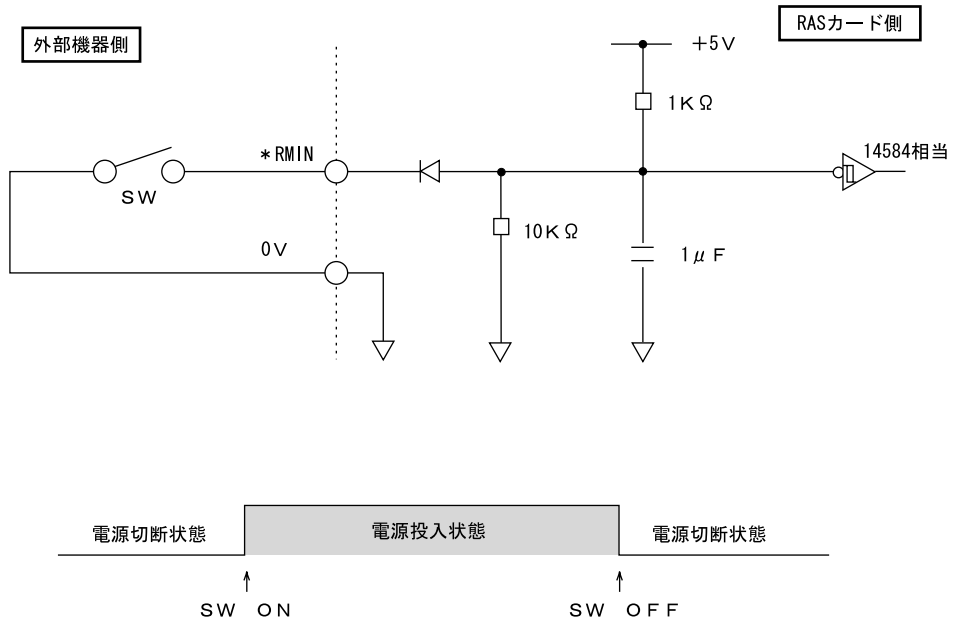 外部機器側
RASカード側
+5V
1KΩ
*RMIN
14584相当
SW
10KΩ
0V
1μF
電源切断状態
電源投入状態
電源切断状態
SW ON
SW OFF